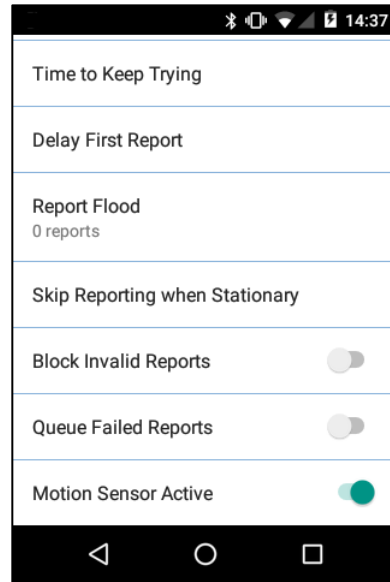 14:37
Time to Keep Trying
Delay First Report
Report Flood
0 reports
Skip Reporting when Stationary
Block Invalid Reports
Queue Failed Reports
Motion Sensor Active